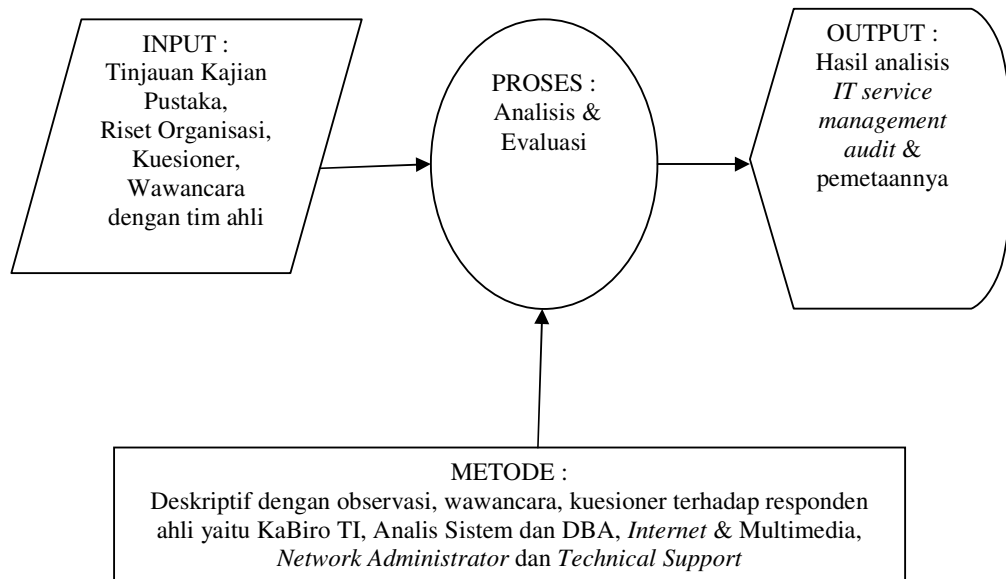 INPUT :
Tinjauan Kajian
Pustaka,
Riset Organisasi,
Kuesioner,
Wawancara
dengan tim ahli
PROSES :
Analisis &
Evaluasi
OUTPUT :
Hasil analisis
IT service
management
audit &
pemetaannya
METODE :
Deskriptif dengan observasi, wawancara, kuesioner terhadap responden
ahli yaitu KaBiro TI, Analis Sistem dan DBA, Internet & Multimedia,
Network Administrator dan Technical Support